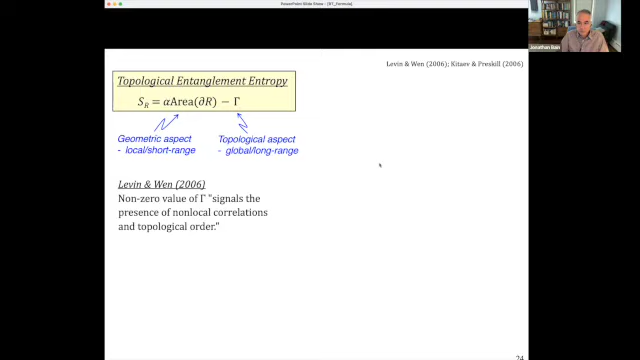 PowerPoint Slide Show - [RT_Formula]
Levin & Wen (2006); Kitaev & Preskill (2006)
Topological Entanglement Entropy
S_R = αArea(∂R) − Γ
Geometric aspect
- local/short-range
Topological aspect
- global/long-range
Levin & Wen (2006)
Non-zero value of Γ "signals the
presence of nonlocal correlations
and topological order."
24
Jonathan Bain